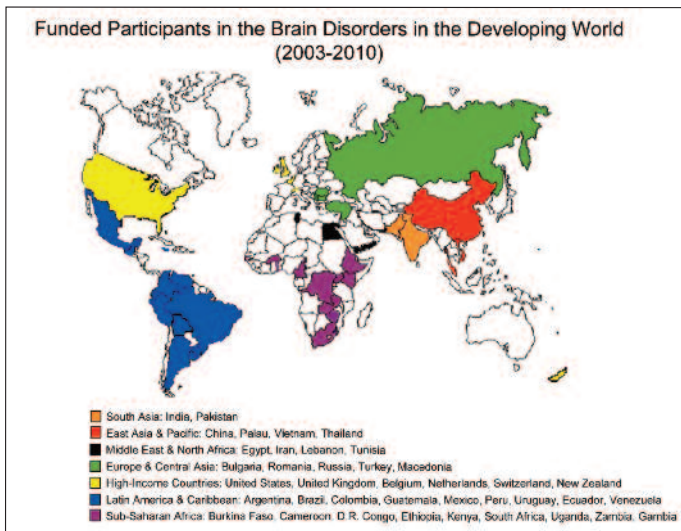 Funded Participants in the Brain Disorders in the Developing World
(2003-2010)
South Asia: India, Pakistan
East Asia & Pacific: China, Palau, Vietnam, Thailand
Middle East & North Africa: Egypt, Iran, Lebanon, Tunisia
Europe & Central Asia: Bulgaria, Romania, Russia, Turkey, Macedonia
High-Income Countries: United States, United Kingdom, Belgium, Netherlands, Switzerland, New Zealand
Latin America & Caribbean: Argentina, Brazil, Colombia, Guatemala, Mexico, Peru, Uruguay, Ecuador, Venezuela
Sub-Saharan Africa: Burkina Faso, Cameroon, D.R. Congo, Ethiopia, Kenya, South Africa, Uganda, Zambia, Gambia